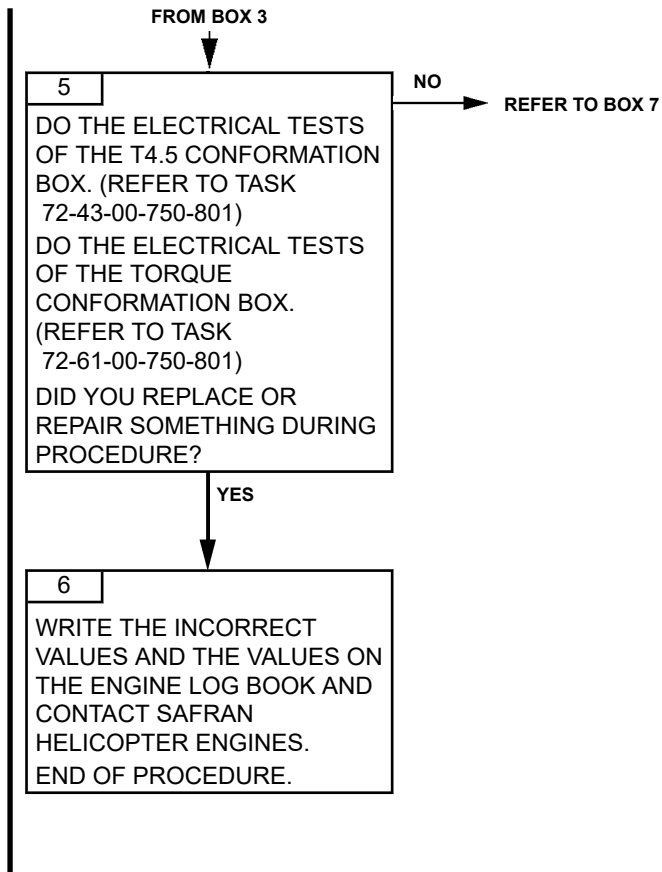 FROM BOX 3
5
NO
REFER TO BOX 7
DO THE ELECTRICAL TESTS
OF THE T4.5 CONFORMATION
BOX. (REFER TO TASK
72-43-00-750-801)
DO THE ELECTRICAL TESTS
OF THE TORQUE
CONFORMATION BOX.
(REFER TO TASK
72-61-00-750-801)
DID YOU REPLACE OR
REPAIR SOMETHING DURING
PROCEDURE?
YES
6
WRITE THE INCORRECT
VALUES AND THE VALUES ON
THE ENGINE LOG BOOK AND
CONTACT SAFRAN
HELICOPTER ENGINES.
END OF PROCEDURE.